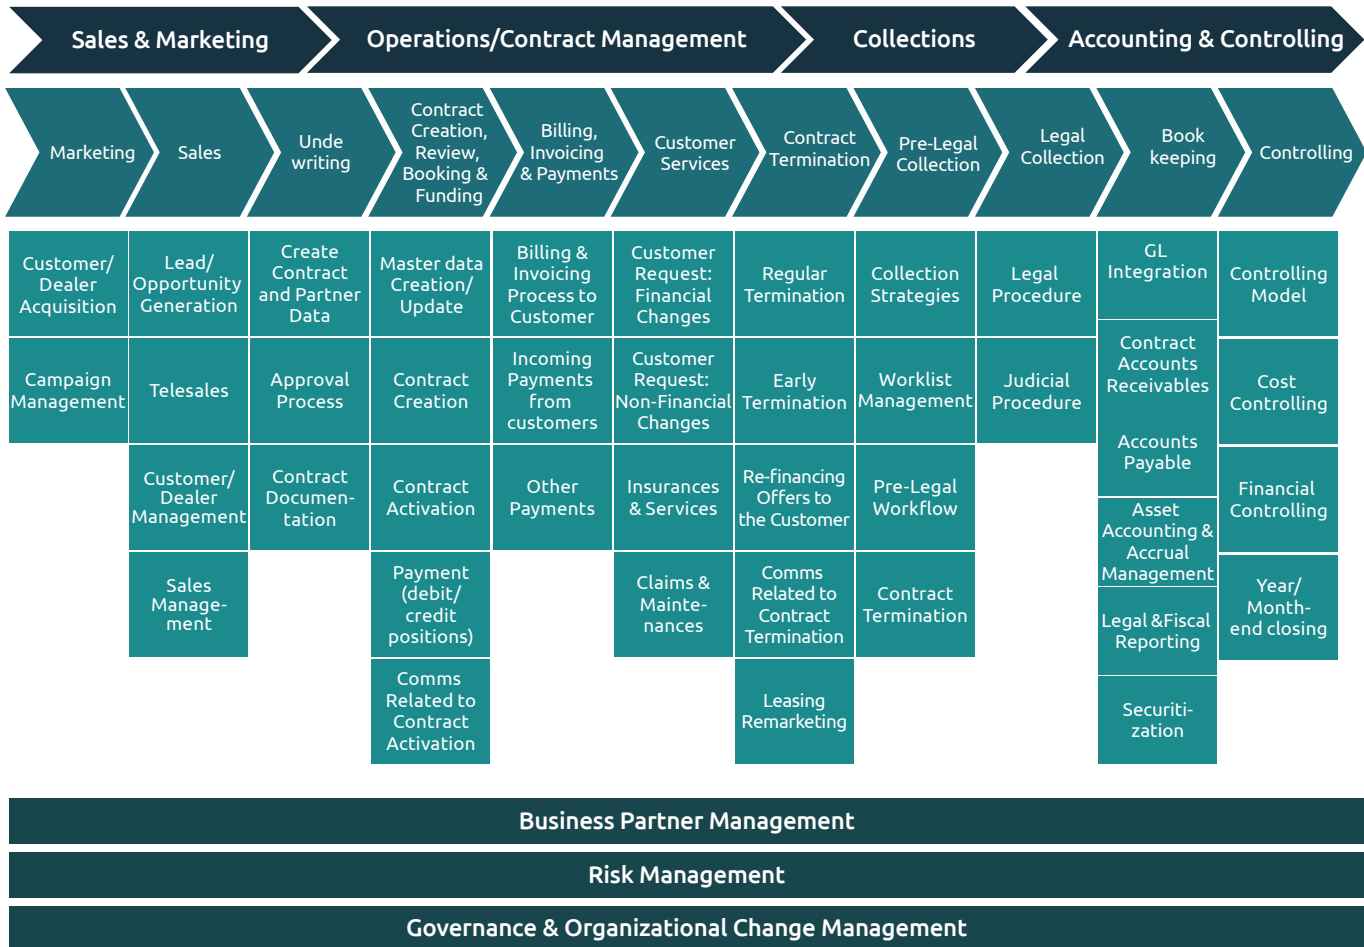 Sales & Marketing
Operations/Contract Management
Collections
Accounting & Controlling
Marketing
Sales
Unde
writing
Contract
Creation,
Review,
Booking &
Funding
Billing,
Invoicing
& Payments
Customer
Services
Contract
Termination
Pre-Legal
Collection
Legal
Collection
Book
keeping
Controlling
Customer/
Dealer
Acquisition
Lead/
Opportunity
Generation
Create
Contract
and Partner
Data
Master data
Creation/
Update
Billing &
Invoicing
Process to
Customer
Customer
Request:
Financial
Changes
Regular
Termination
Collection
Strategies
Legal
Procedure
GL
Integration
Controlling
Model
Campaign
Management
Telesales
Approval
Process
Contract
Creation
Incoming
Payments
from
customers
Customer
Request:
Non-Financial
Changes
Early
Termination
Worklist
Management
Judicial
Procedure
Contract
Accounts
Receivables
Cost
Controlling
Customer/
Dealer
Management
Contract
Documen-
tation
Contract
Activation
Other
Payments
Insurances
& Services
Re-financing
Offers to
the Customer
Pre-Legal
Workflow
Accounts
Payable
Financial
Controlling
Sales
Manage-
ment
Payment
(debit/
credit
positions)
Claims &
Mainte-
nances
Comms
Related to
Contract
Termination
Contract
Termination
Asset
Accounting &
Accrual
Management
Year/
Month-
end closing
Comms
Related to
Contract
Activation
Leasing
Remarketing
Legal &Fiscal
Reporting
Securiti-
zation
Business Partner Management
Risk Management
Governance & Organizational Change Management